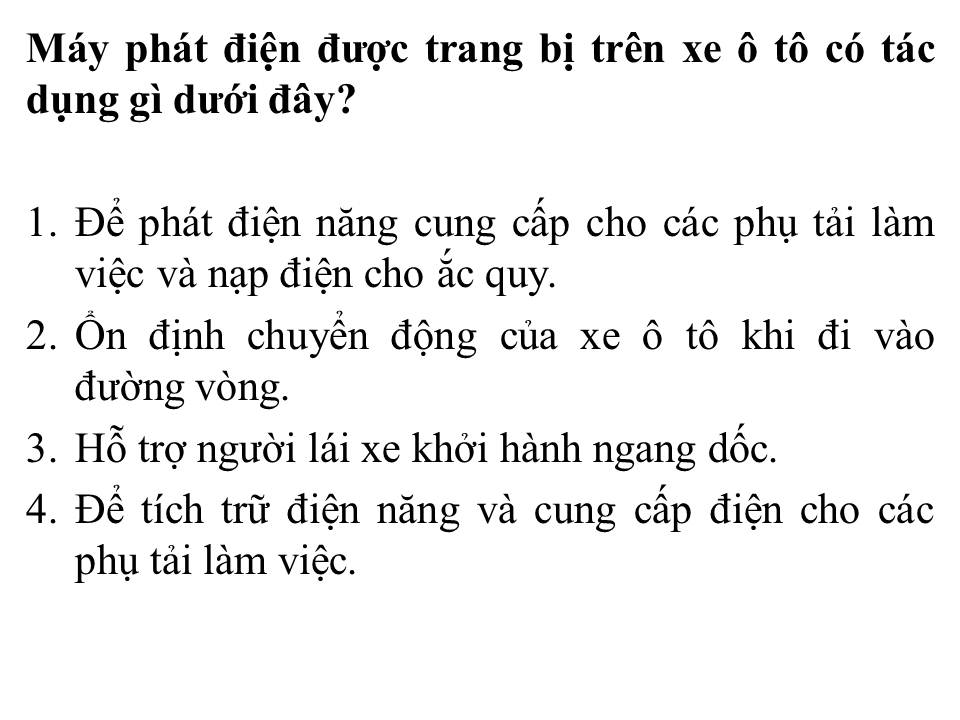 Máy phát điện được trang bị trên xe ô tô có tác
dụng gì dưới đây?
1. Để phát điện năng cung cấp cho các phụ tải làm
việc và nạp điện cho ắc quy.
2. Ổn định chuyển động của xe ô tô khi đi vào
đường vòng.
3. Hỗ trợ người lái xe khởi hành ngang dốc.
4. Để tích trữ điện năng và cung cấp điện cho các
phụ tải làm việc.